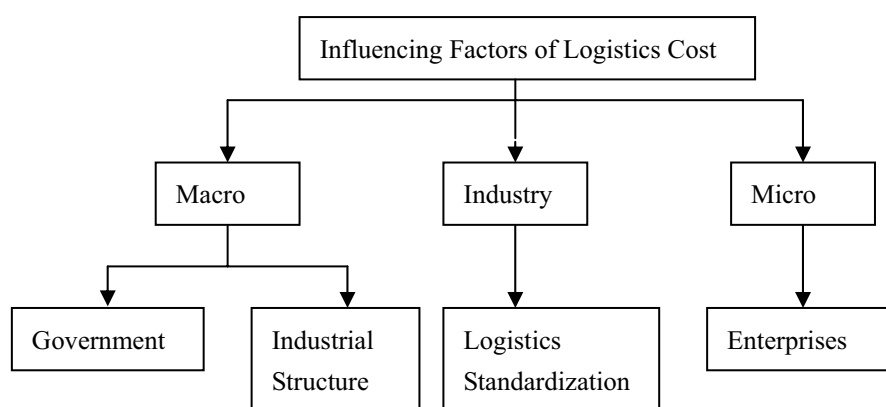 Influencing Factors of Logistics Cost
Macro
Industry
Micro
Government
Industrial
Structure
Logistics
Standardization
Enterprises